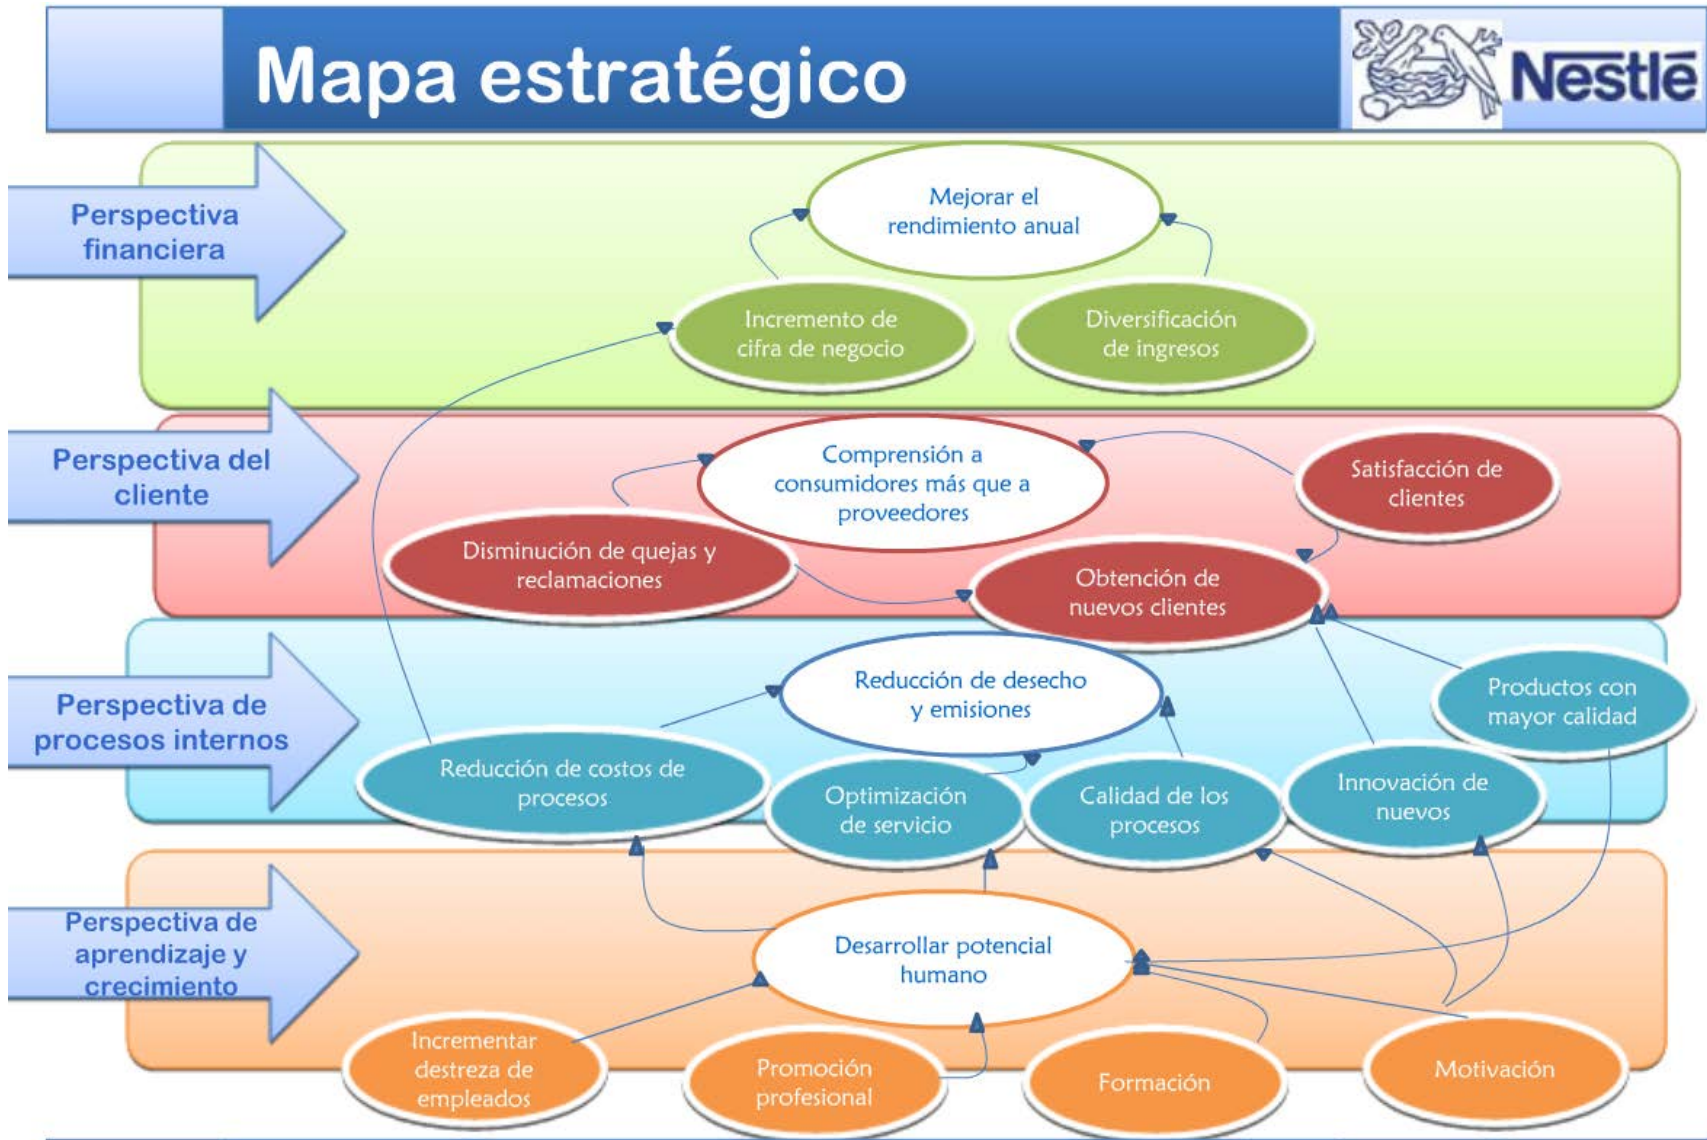 Mapa estratégico
Nestlé
Perspectiva
financiera
Mejorar el
rendimiento anual
Incremento de
cifra de negocio
Diversificación
de ingresos
Perspectiva del
cliente
Comprensión a
consumidores más que a
proveedores
Satisfacción de
clientes
Disminución de quejas y
reclamaciones
Obtención de
nuevos clientes
Perspectiva de
procesos internos
Reducción de desecho
y emisiones
Productos con
mayor calidad
Reducción de costos de
procesos
Optimización
de servicio
Calidad de los
procesos
Innovación de
nuevos
Perspectiva de
aprendizaje y
crecimiento
Desarrollar potencial
humano
Incrementar
destreza de
empleados
Promoción
profesional
Formación
Motivación